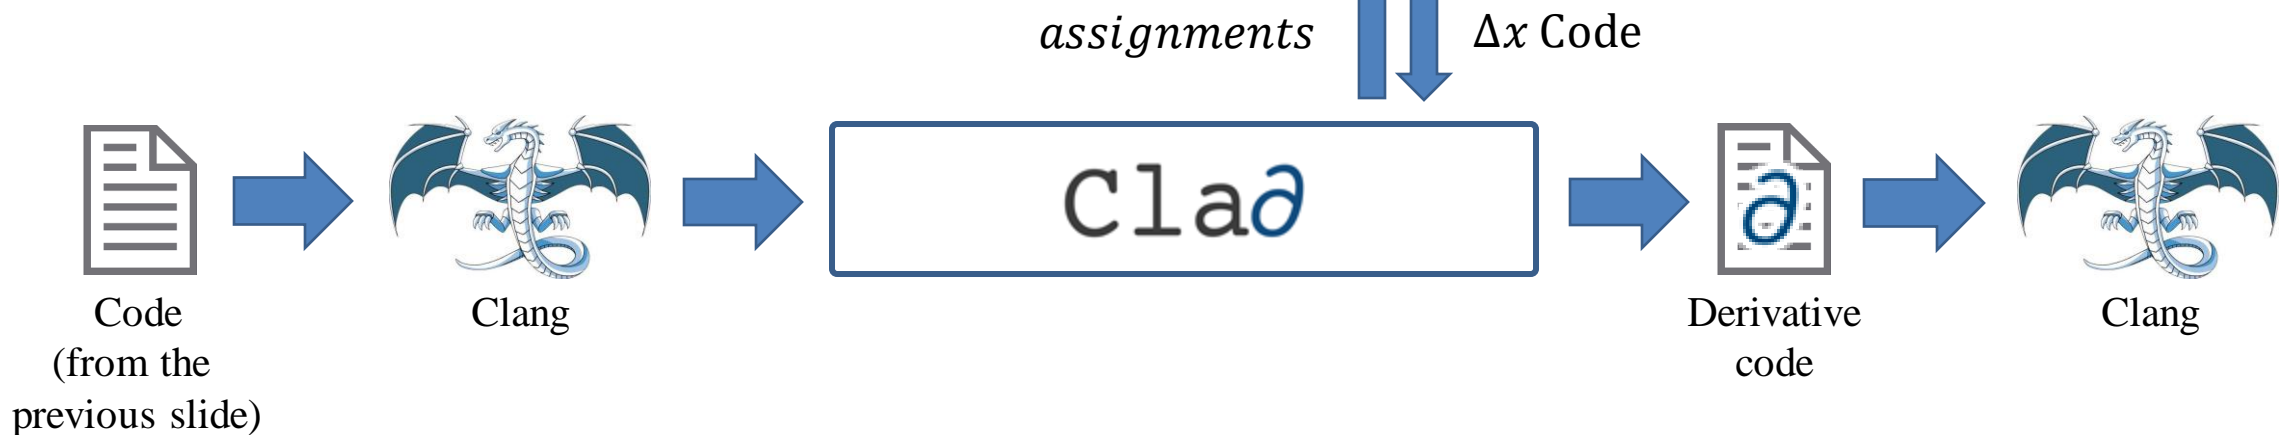 assignments
Δx Code
Cla∂
∂
Code
(from the
previous slide)
Clang
Derivative
code
Clang